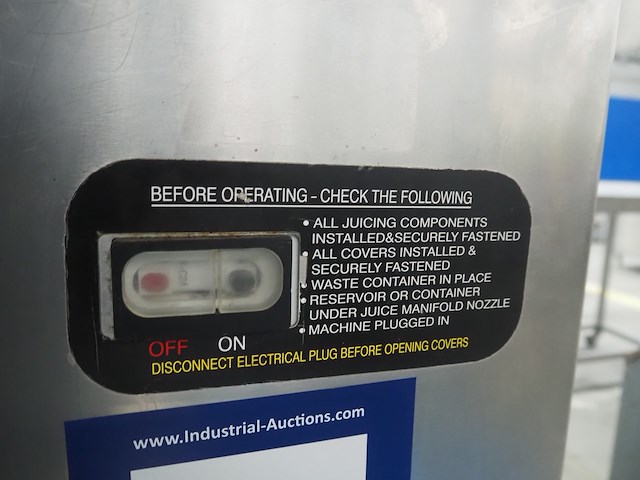 BEFORE OPERATING - CHECK THE FOLLOWING
• ALL JUICING COMPONENTS
INSTALLED&SECURELY FASTENED
• ALL COVERS INSTALLED &
SECURELY FASTENED
• WASTE CONTAINER IN PLACE
• RESERVOIR OR CONTAINER
UNDER JUICE MANIFOLD NOZZLE
• MACHINE PLUGGED IN
OFF ON
DISCONNECT ELECTRICAL PLUG BEFORE OPENING COVERS
www.Industrial-Auctions.com